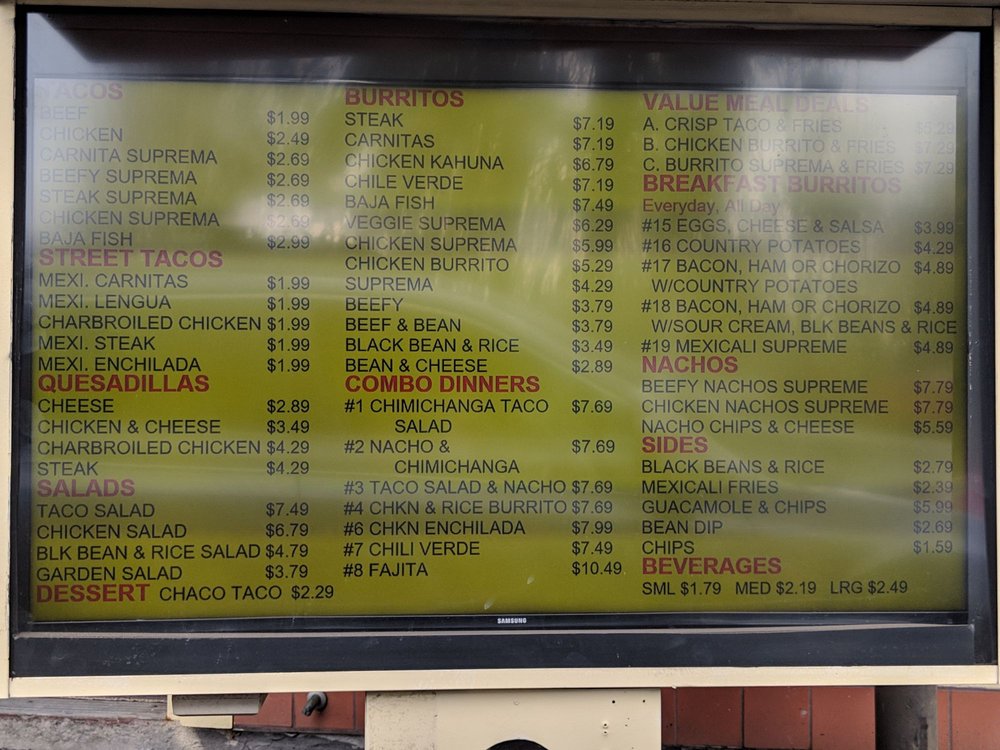 TACOS
BEEF $1.99
CHICKEN $2.49
CARNITA SUPREMA $2.69
BEEFY SUPREMA $2.69
STEAK SUPREMA $2.69
CHICKEN SUPREMA $2.69
BAJA FISH $2.99
STREET TACOS
MEXI. CARNITAS $1.99
MEXI. LENGUA $1.99
CHARBROILED CHICKEN $1.99
MEXI. STEAK $1.99
MEXI. ENCHILADA $1.99
QUESADILLAS
CHEESE $2.89
CHICKEN & CHEESE $3.49
CHARBROILED CHICKEN $4.29
STEAK $4.29
SALADS
TACO SALAD $7.49
CHICKEN SALAD $6.79
BLK BEAN & RICE SALAD $4.79
GARDEN SALAD $3.79
DESSERT CHACO TACO $2.29
BURRITOS
STEAK $7.19
CARNITAS $7.19
CHICKEN KAHUNA $6.79
CHILE VERDE $7.19
BAJA FISH $7.49
VEGGIE SUPREMA $6.29
CHICKEN SUPREMA $5.99
CHICKEN BURRITO $5.29
SUPREMA $4.29
BEEFY $3.79
BEEF & BEAN $3.79
BLACK BEAN & RICE $3.49
BEAN & CHEESE $2.89
COMBO DINNERS
#1 CHIMICHANGA TACO $7.69
SALAD
#2 NACHO & $7.69
CHIMICHANGA
#3 TACO SALAD & NACHO $7.69
#4 CHKN & RICE BURRITO $7.69
#6 CHKN ENCHILADA $7.99
#7 CHILI VERDE $7.49
#8 FAJITA $10.49
VALUE MEAL DEALS
A. CRISP TACO & FRIES $5.29
B. CHICKEN BURRITO & FRIES $7.29
C. BURRITO SUPREMA & FRIES $7.29
BREAKFAST BURRITOS
Everyday, All Day
#15 EGGS, CHEESE & SALSA $3.99
#16 COUNTRY POTATOES $4.29
#17 BACON, HAM OR CHORIZO $4.89
W/COUNTRY POTATOES
#18 BACON, HAM OR CHORIZO $4.89
W/SOUR CREAM, BLK BEANS & RICE
#19 MEXICALI SUPREME $4.89
NACHOS
BEEFY NACHOS SUPREME $7.79
CHICKEN NACHOS SUPREME $7.79
NACHO CHIPS & CHEESE $5.59
SIDES
BLACK BEANS & RICE $2.79
MEXICALI FRIES $2.39
GUACAMOLE & CHIPS $5.99
BEAN DIP $2.69
CHIPS $1.59
BEVERAGES
SML $1.79 MED $2.19 LRG $2.49
SAMSUNG